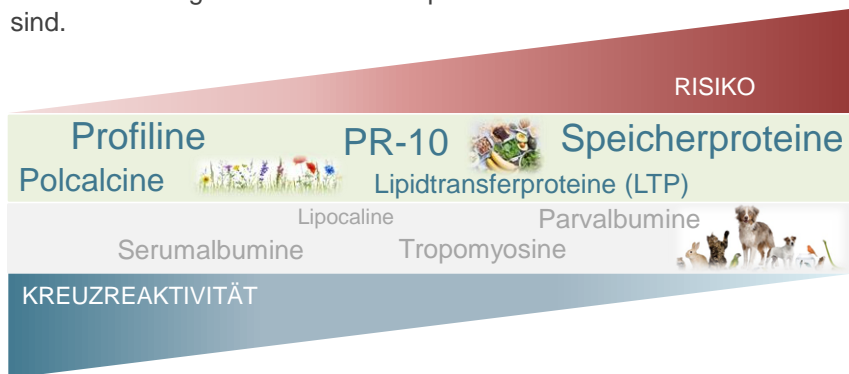 sind.
RISIKO
Profiline PR-10 Speicherproteine
Polcalcine Lipidtransferproteine (LTP)
Lipocaline Parvalbumine
Serumalbumine Tropomyosine
KREUZREAKTIVITÄT